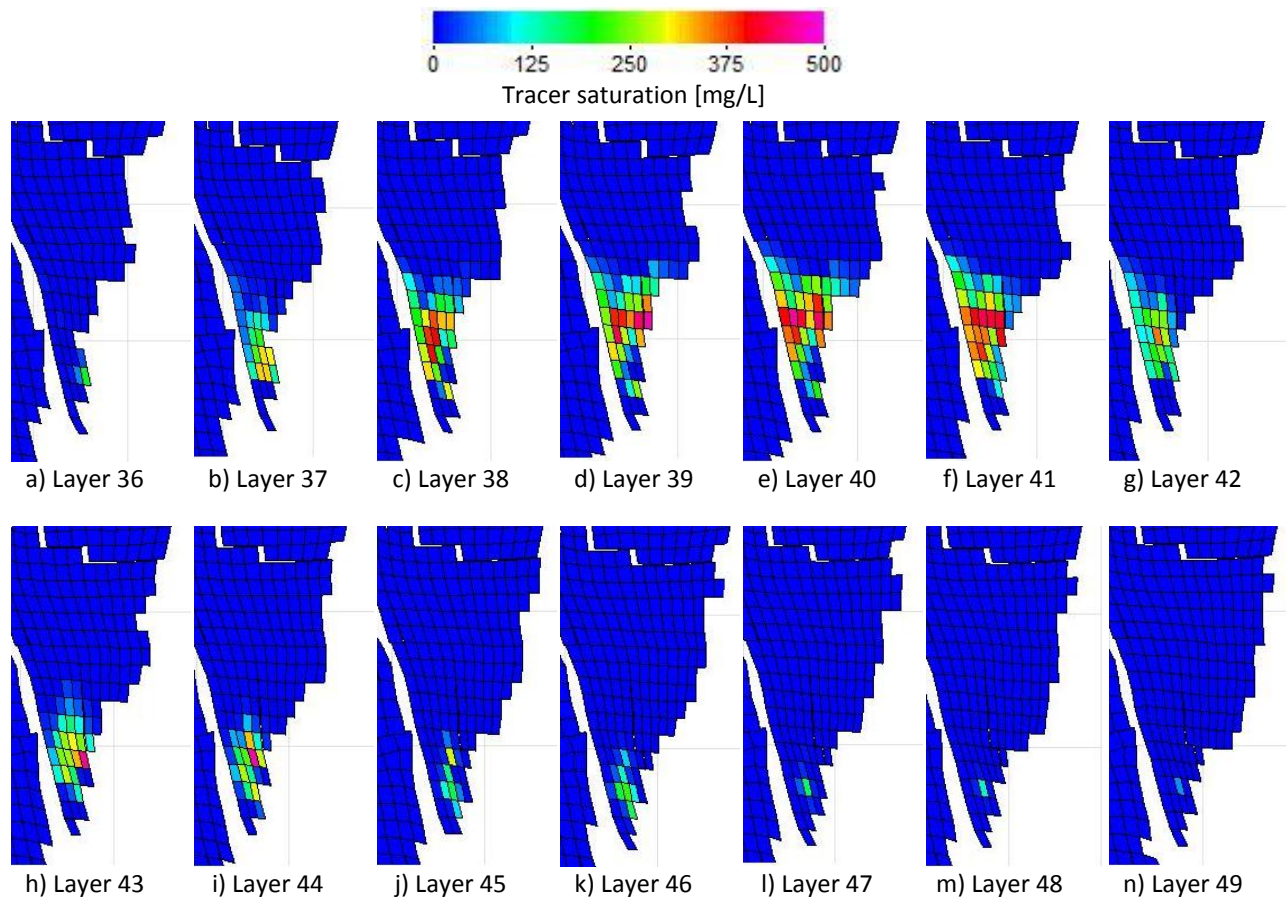 0 125 250 375 500
Tracer saturation [mg/L]
a) Layer 36 b) Layer 37 c) Layer 38 d) Layer 39 e) Layer 40 f) Layer 41 g) Layer 42
h) Layer 43 i) Layer 44 j) Layer 45 k) Layer 46 l) Layer 47 m) Layer 48 n) Layer 49